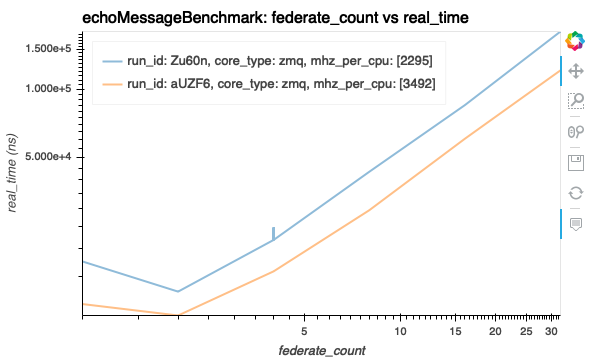 echoMessageBenchmark: federate_count vs real_time
run_id: Zu60n, core_type: zmq, mhz_per_cpu: [2295]
run_id: aUZF6, core_type: zmq, mhz_per_cpu: [3492]
1.500e+5
1.000e+5
5.000e+4
real_time (ns)
5 10 15 20 25 30
federate_count